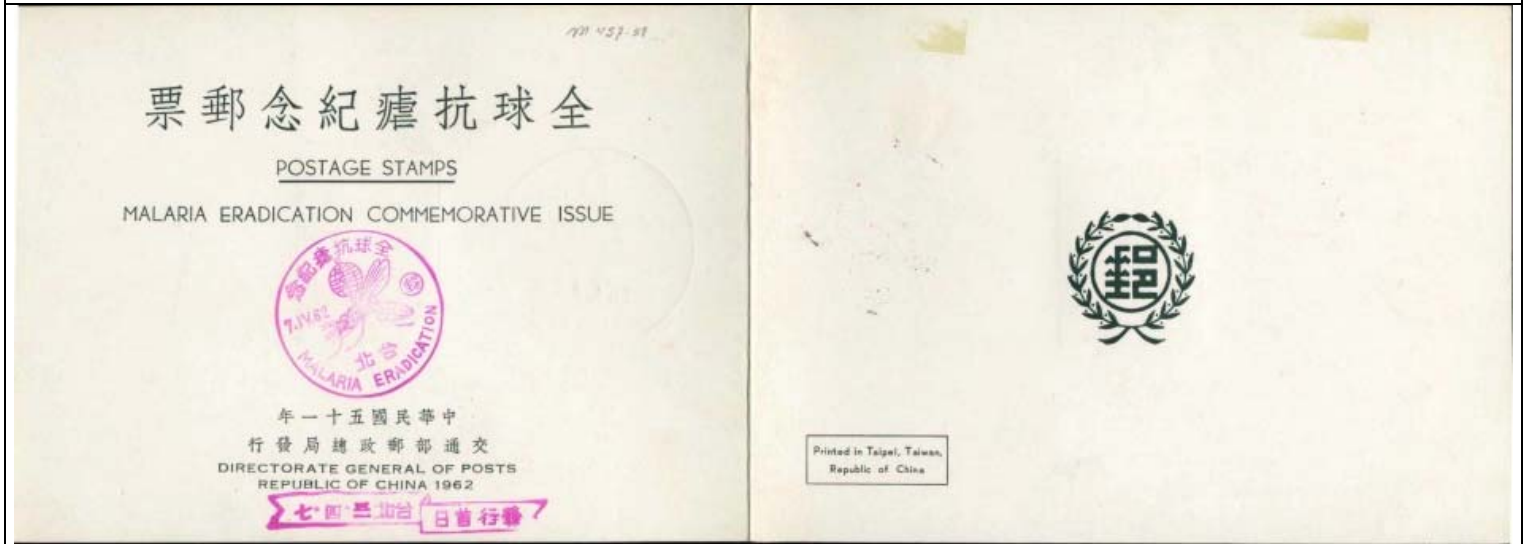 全球抗瘧紀念郵票
POSTAGE STAMPS
MALARIA ERADICATION COMMEMORATIVE ISSUE
全球抗瘧紀念
7.IV.62
台北
MALARIA ERADICATION
中華民國五十一年
交通部郵政總局發行
DIRECTORATE GENERAL OF POSTS
REPUBLIC OF CHINA 1962
發行首日
台北
郵
Printed in Taipei, Taiwan,
Republic of China